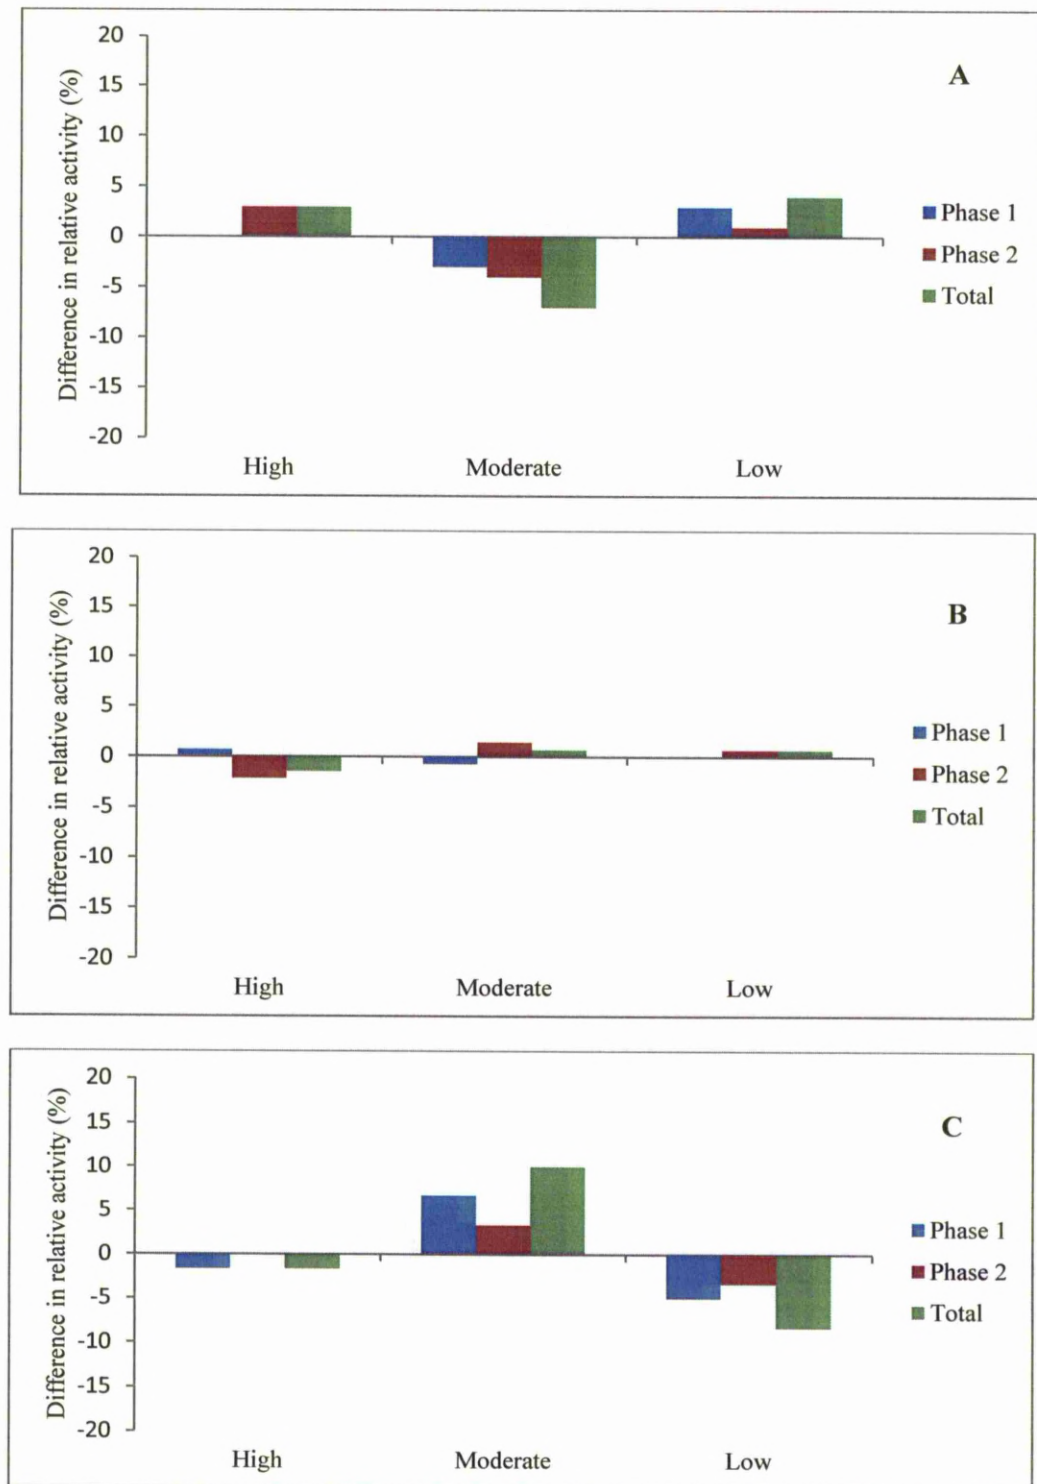 A
Difference in relative activity (%)
20
15
10
5
0
-5
-10
-15
-20
High Moderate Low
Phase 1
Phase 2
Total
B
Difference in relative activity (%)
20
15
10
5
0
-5
-10
-15
-20
High Moderate Low
Phase 1
Phase 2
Total
C
Difference in relative activity (%)
20
15
10
5
0
-5
-10
-15
-20
High Moderate Low
Phase 1
Phase 2
Total